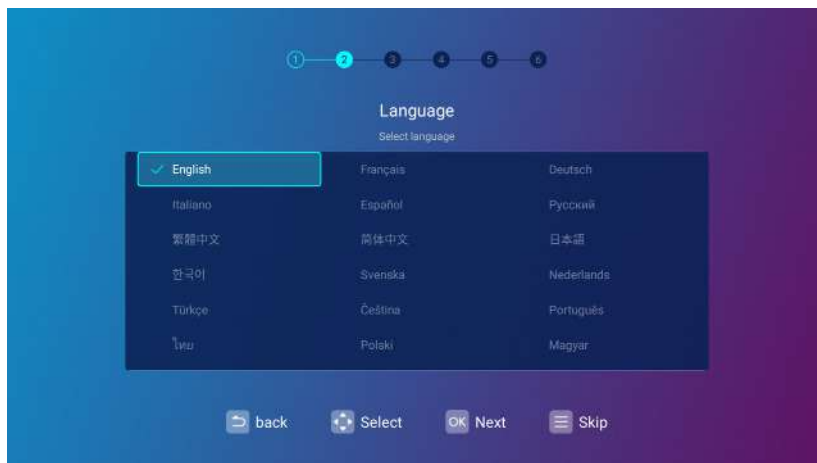 1 2 3 4 5 6
Language
Select language
English Français Deutsch
Italiano Español Русский
繁體中文 简体中文 日本語
한국어 Svenska Nederlands
Türkçe Čeština Português
ไทย Polski Magyar
back Select OK Next Skip